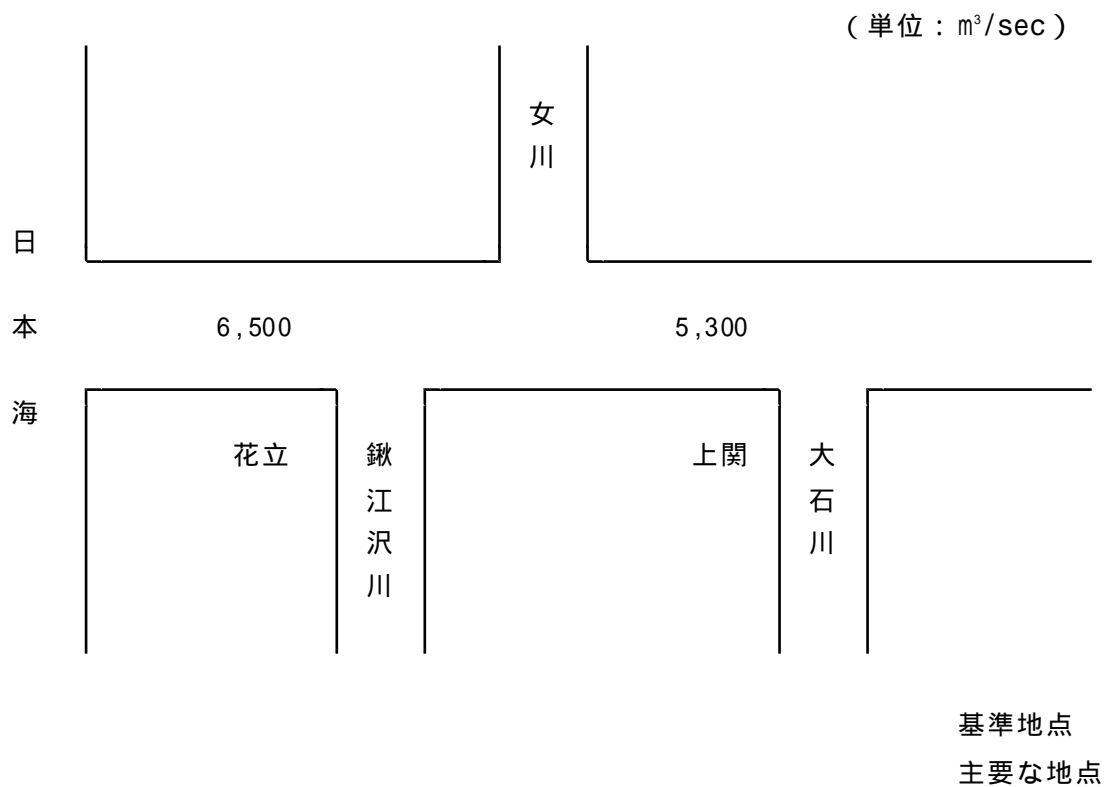 （単位：m³/sec）
女川
日本海
6,500
5,300
花立
鍬江沢川
上関
大石川
基準地点
主要な地点